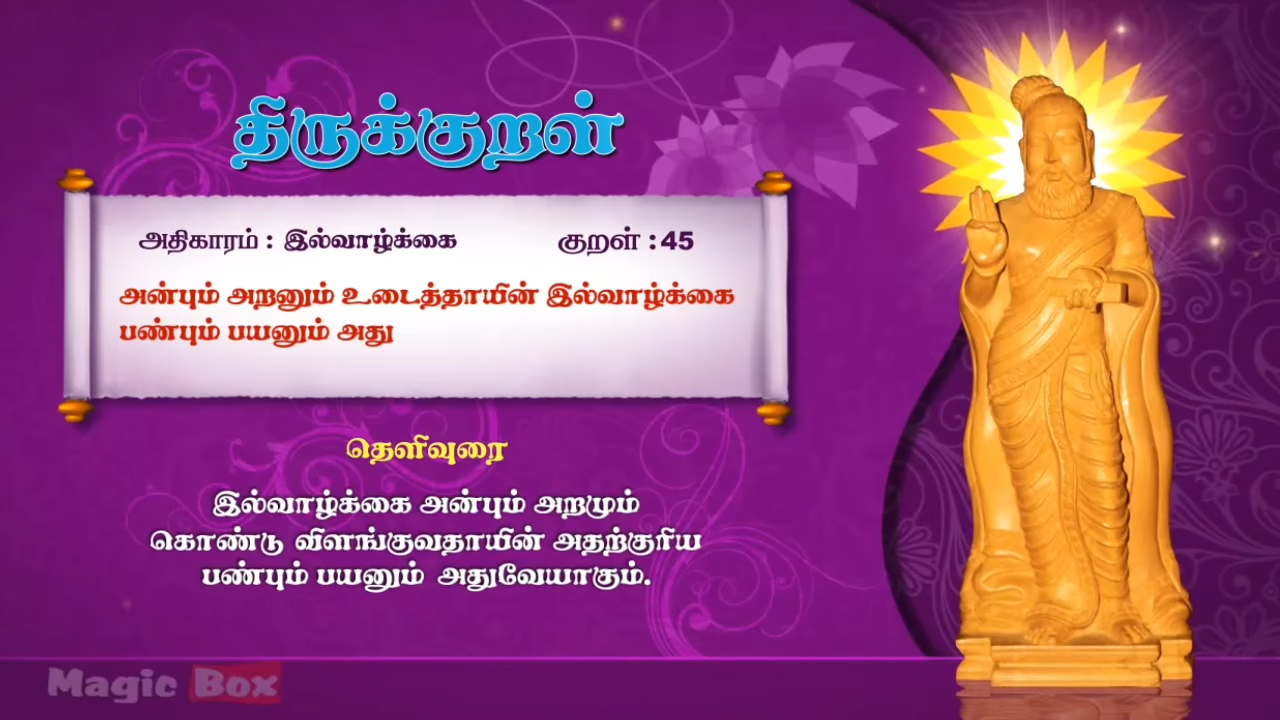 திருக்குறள்
அதிகாரம் : இல்வாழ்க்கை குறள் : 45
அன்பும் அறனும் உடைத்தாயின் இல்வாழ்க்கை
பண்பும் பயனும் அது
தெளிவுரை
இல்வாழ்க்கை அன்பும் அறமும்
கொண்டு விளங்குவதாயின் அதற்குரிய
பண்பும் பயனும் அதுவேயாகும்.
Magic Box